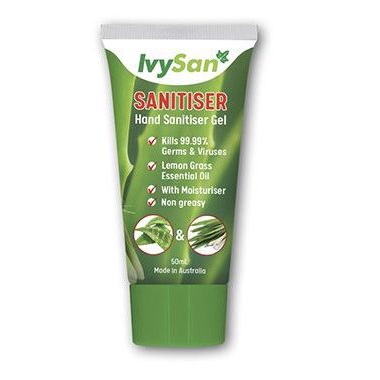 IvySan
SANITISER
Hand Sanitiser Gel
Kills 99.99%
Germs & Viruses
Lemon Grass
Essential Oil
With Moisturiser
Non greasy
&
50mL
Made in Australia